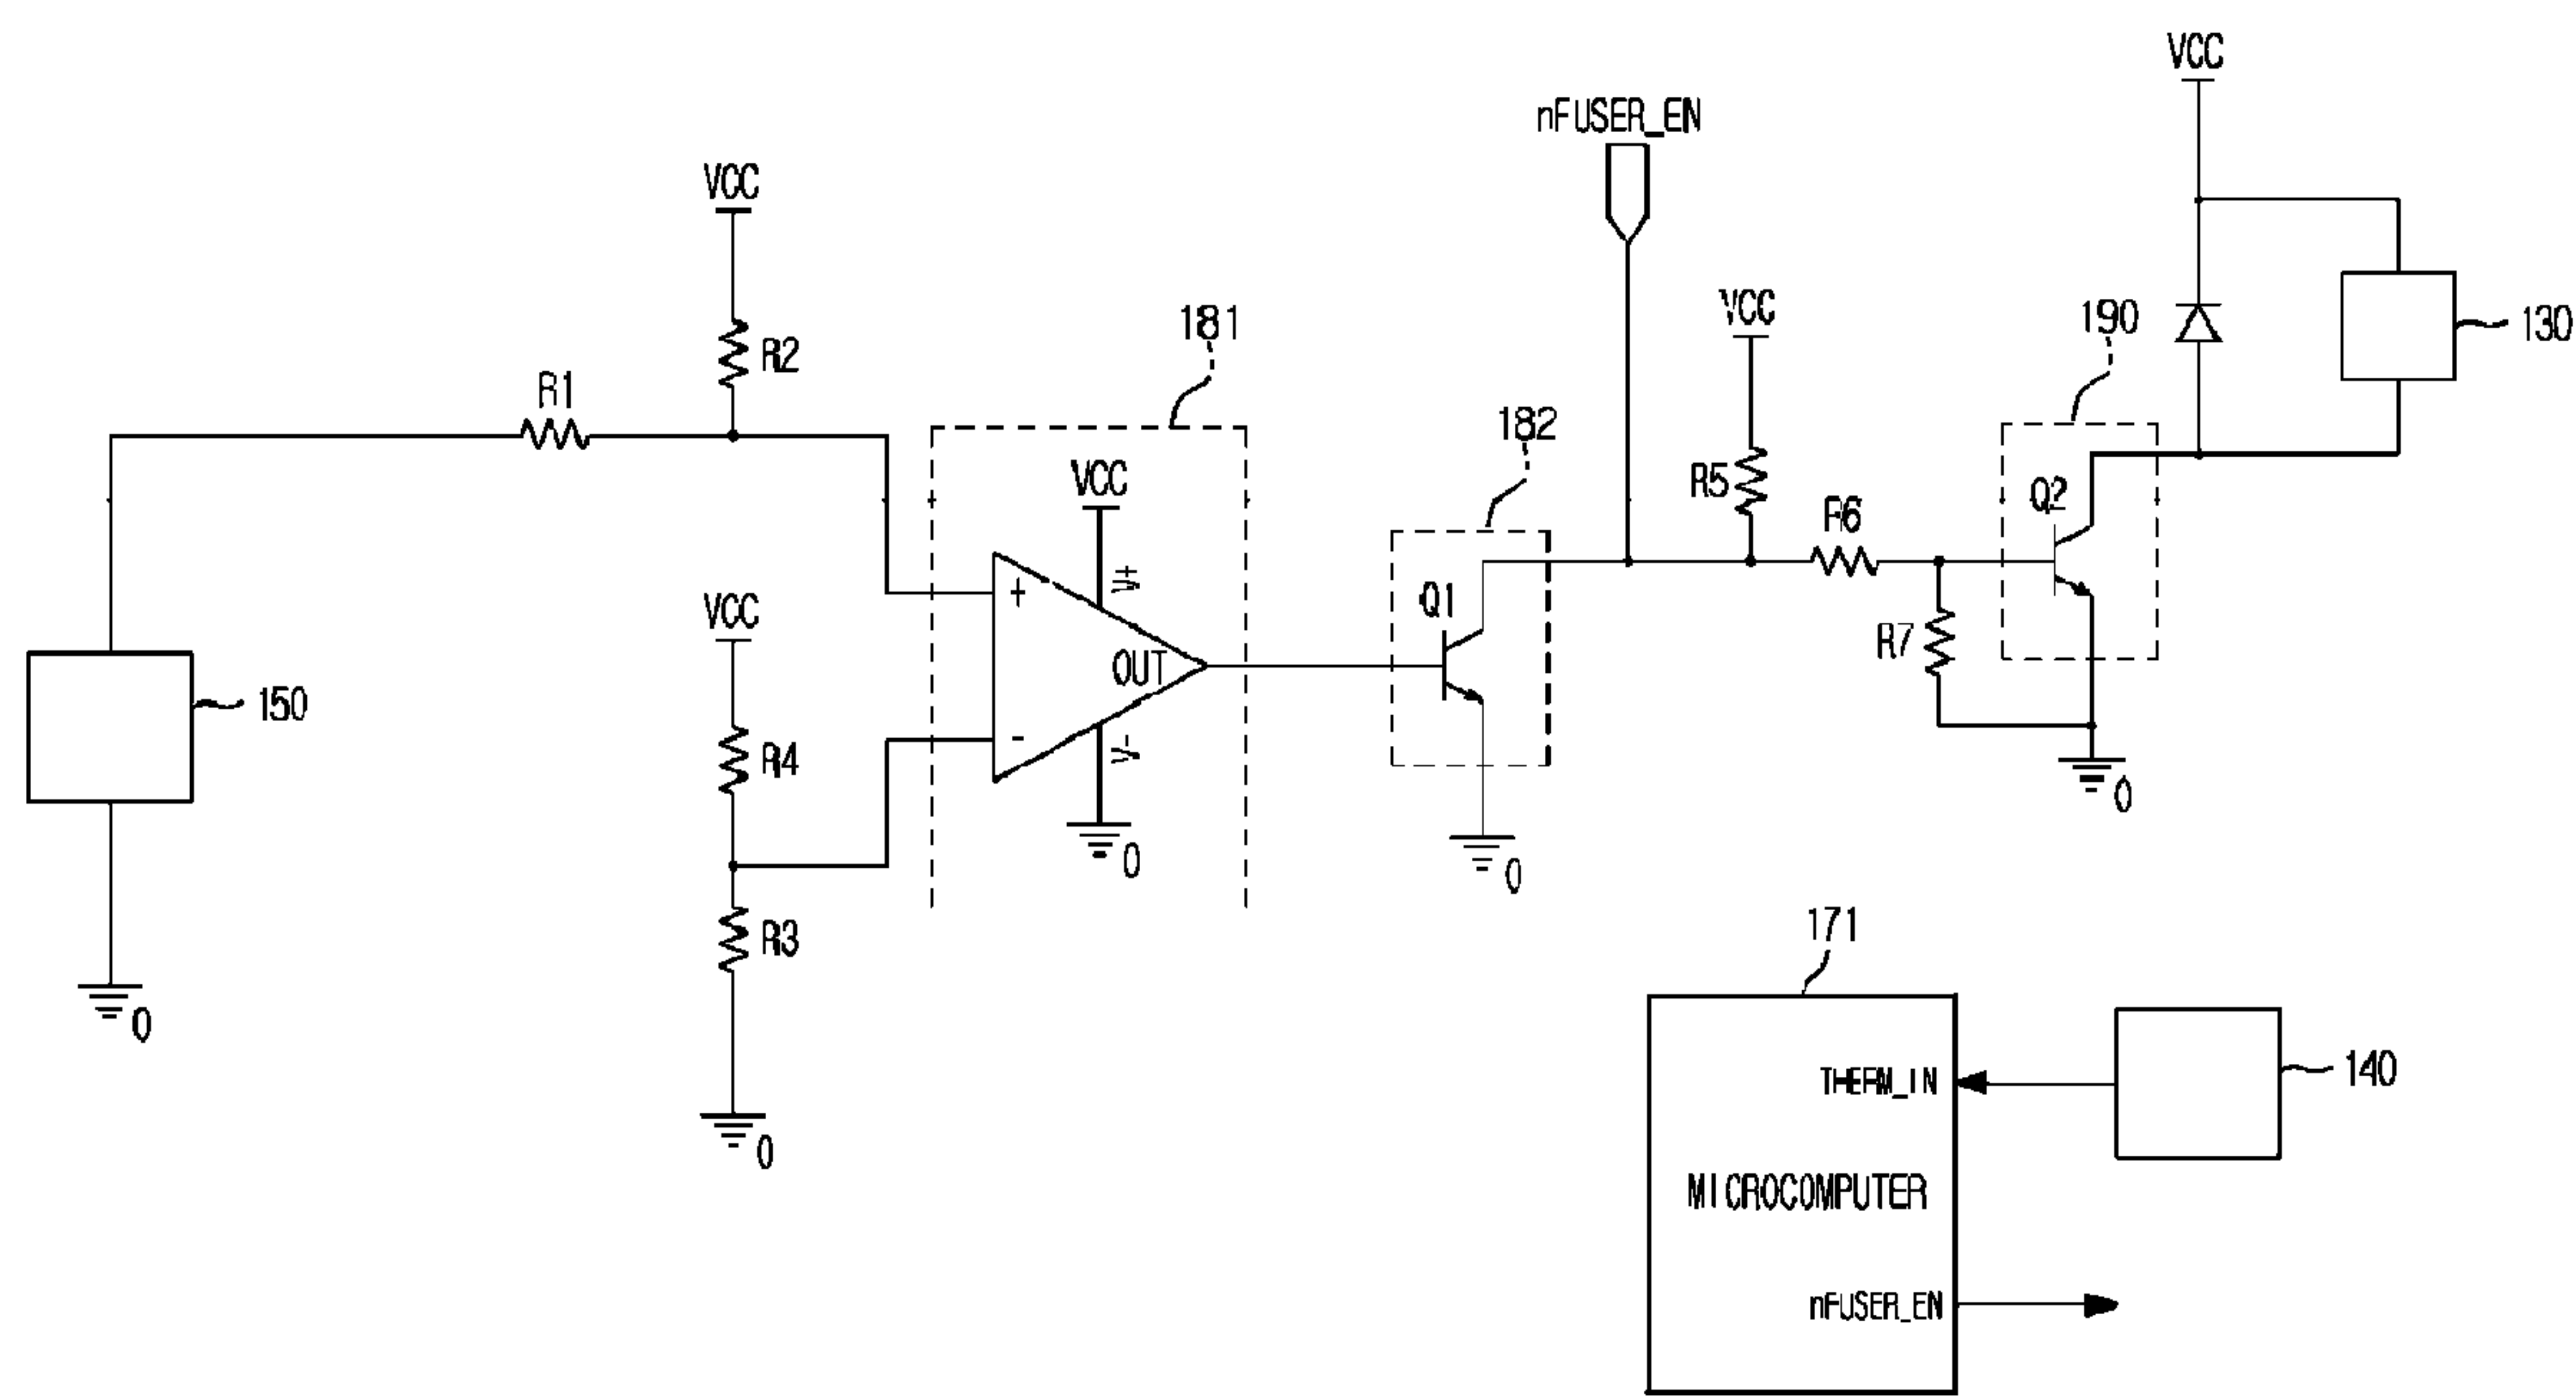 VCC
nFUSER_EN
VCC
R2
R1
181
VCC
190
130
182
VCC
R5
R6
Q2
VCC
V+
+
Q1
R7
OUT
150
-
V-
R4
0
0
0
R3
0
0
171
THERM_IN
140
MICROCOMPUTER
nFUSER_EN